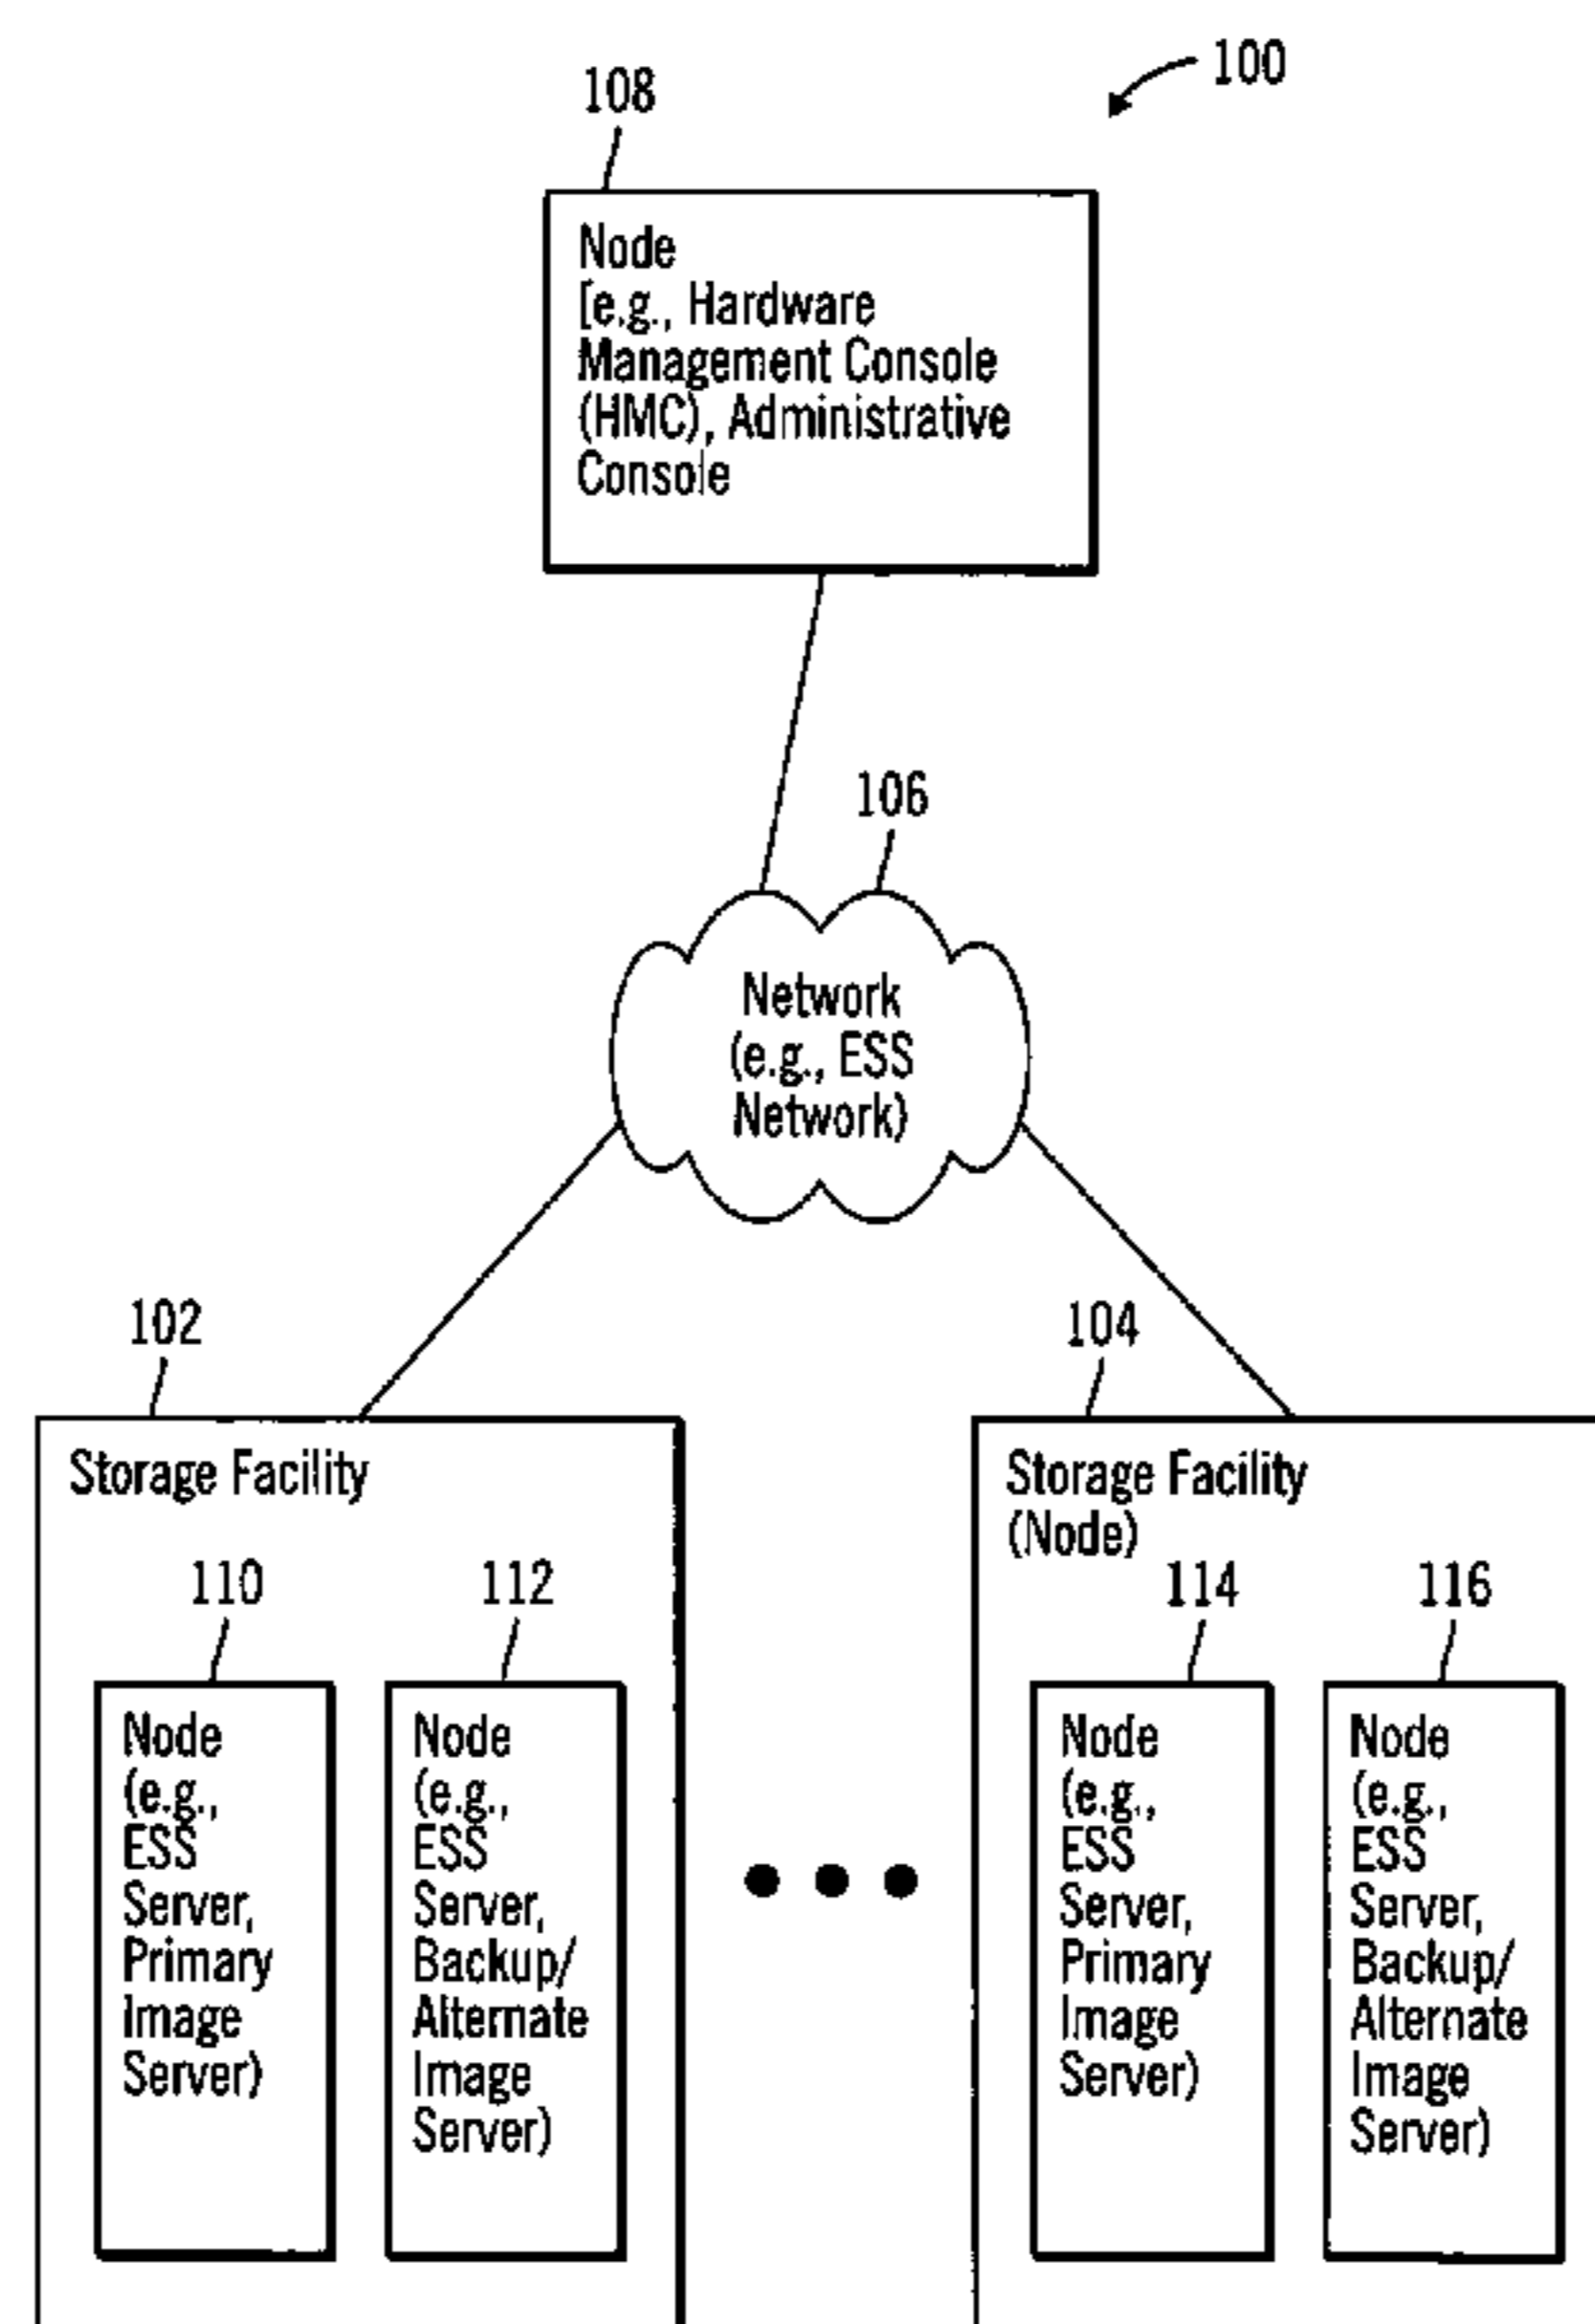 100
108
Node
[e.g., Hardware
Management Console
(HMC), Administrative
Console
106
Network
(e.g., ESS
Network)
102
Storage Facility
110
Node
(e.g.,
ESS
Server,
Primary
Image
Server)
112
Node
(e.g.,
ESS
Server,
Backup/
Alternate
Image
Server)
104
Storage Facility
(Node)
114
Node
(e.g.,
ESS
Server,
Primary
Image
Server)
116
Node
(e.g.,
ESS
Server,
Backup/
Alternate
Image
Server)